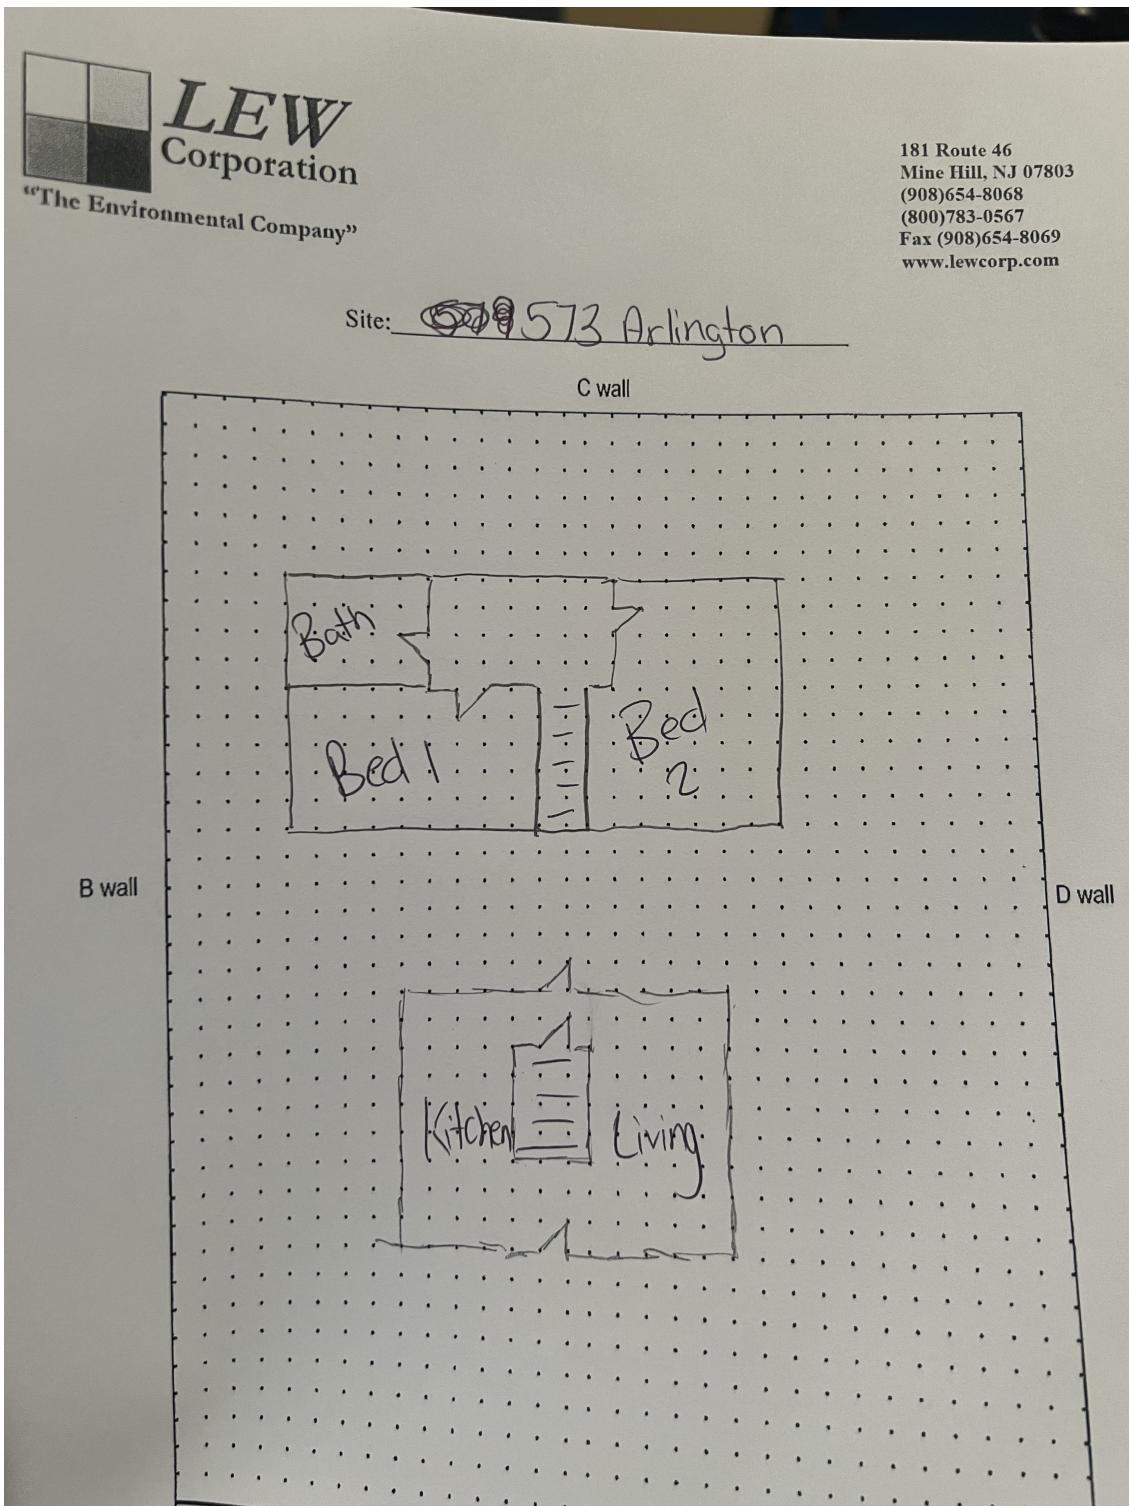 LEW
Corporation
"The Environmental Company"
181 Route 46
Mine Hill, NJ 07803
(908)654-8068
(800)783-0567
Fax (908)654-8069
www.lewcorp.com
Site: 573 Arlington
C wall
Bath
Bed 1
Bed
2
B wall
D wall
Kitchen
Living